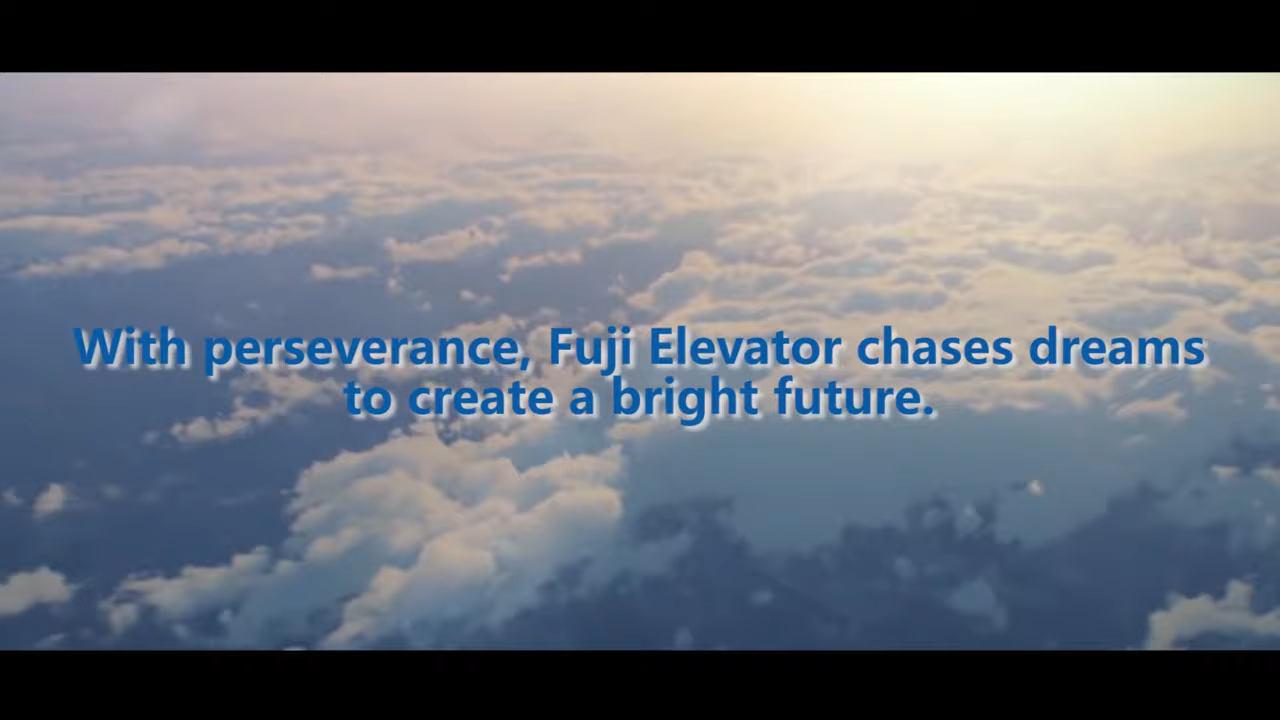 With perseverance, Fuji Elevator chases dreams
to create a bright future.